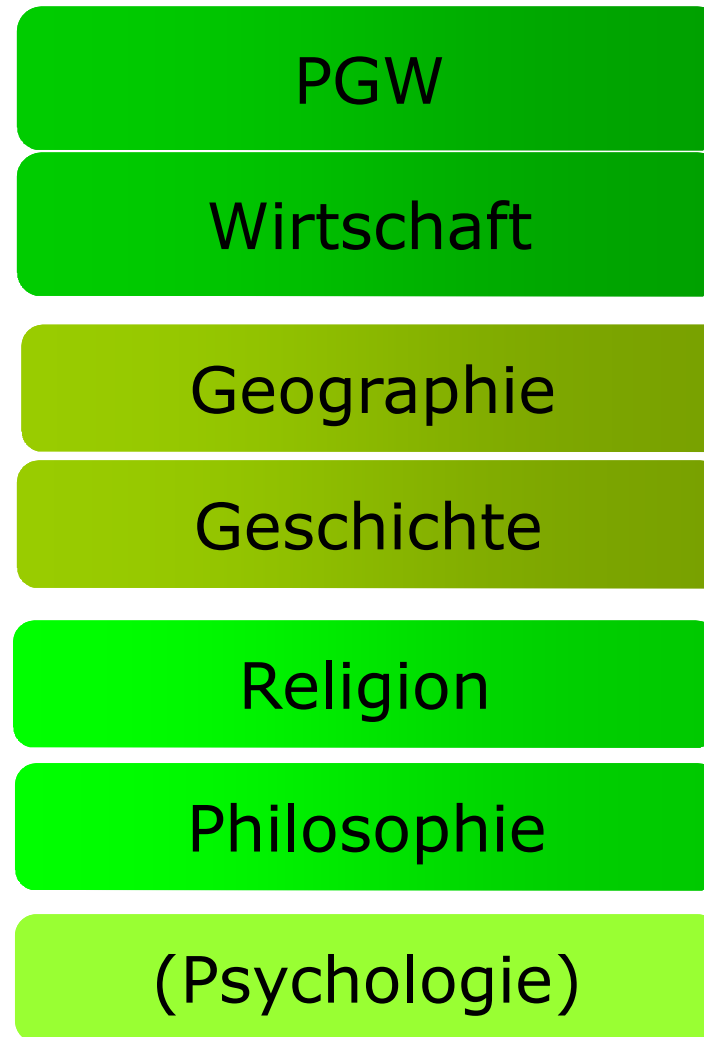 PGW
Wirtschaft
Geographie
Geschichte
Religion
Philosophie
(Psychologie)